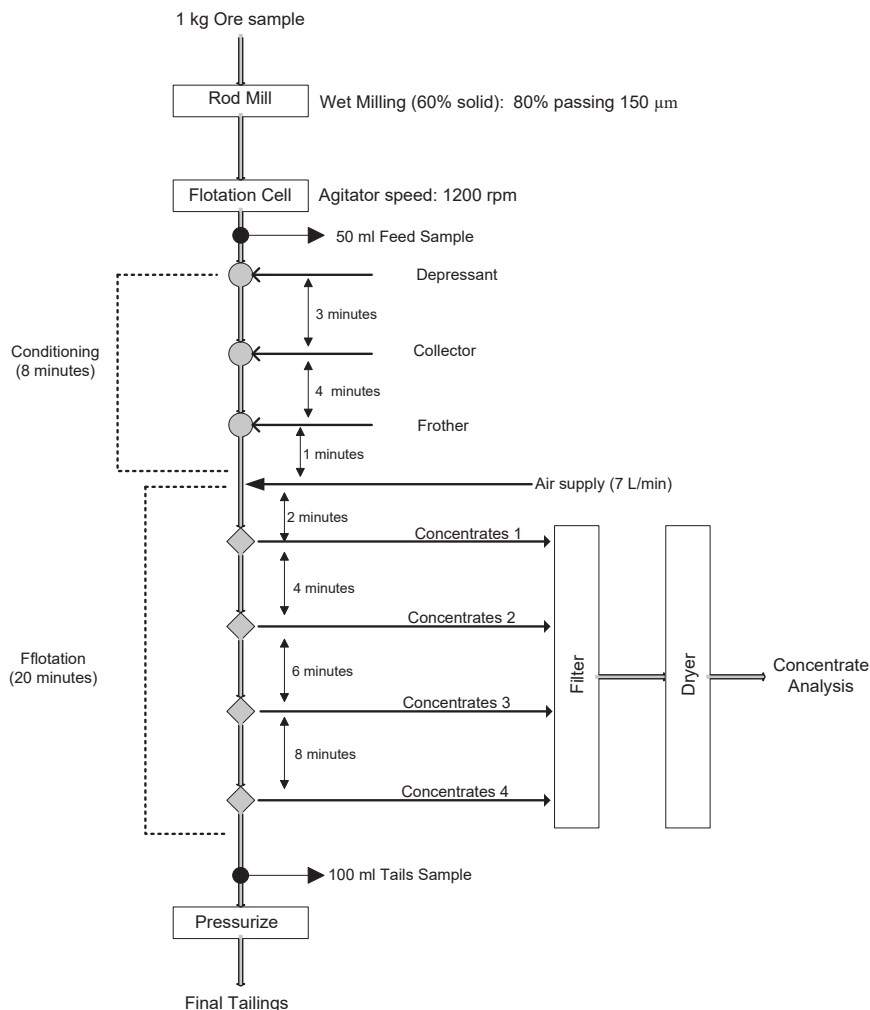 1 kg Ore sample
Rod Mill
Wet Milling (60% solid): 80% passing 150 μm
Flotation Cell
Agitator speed: 1200 rpm
50 ml Feed Sample
Depressant
3 minutes
Conditioning
(8 minutes)
Collector
4 minutes
Frother
1 minutes
Air supply (7 L/min)
2 minutes
Concentrates 1
4 minutes
Concentrates 2
Fflotation
(20 minutes)
6 minutes
Concentrates 3
8 minutes
Concentrates 4
Filter
Dryer
Concentrate
Analysis
100 ml Tails Sample
Pressurize
Final Tailings